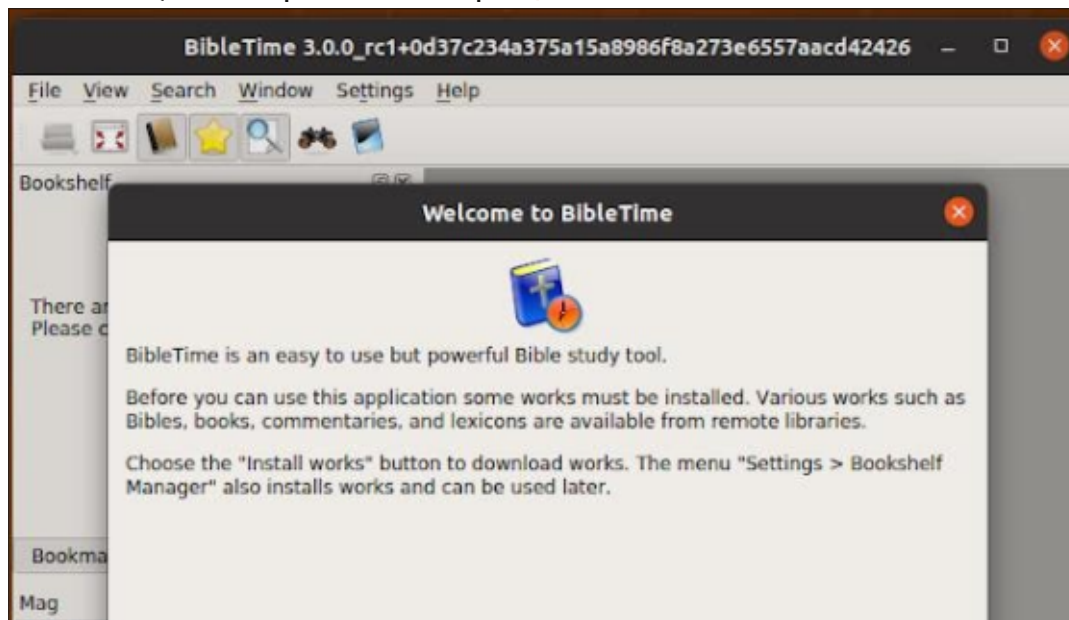 BibleTime 3.0.0_rc1+0d37c234a375a15a8986f8a273e6557aacd42426
File View Search Window Settings Help
Bookshelf
Welcome to BibleTime
There
Please
BibleTime is an easy to use but powerful Bible study tool.
Before you can use this application some works must be installed. Various works such as
Bibles, books, commentaries, and lexicons are available from remote libraries.
Choose the "Install works" button to download works. The menu "Settings > Bookshelf
Manager" also installs works and can be used later.
Bookma
Mag